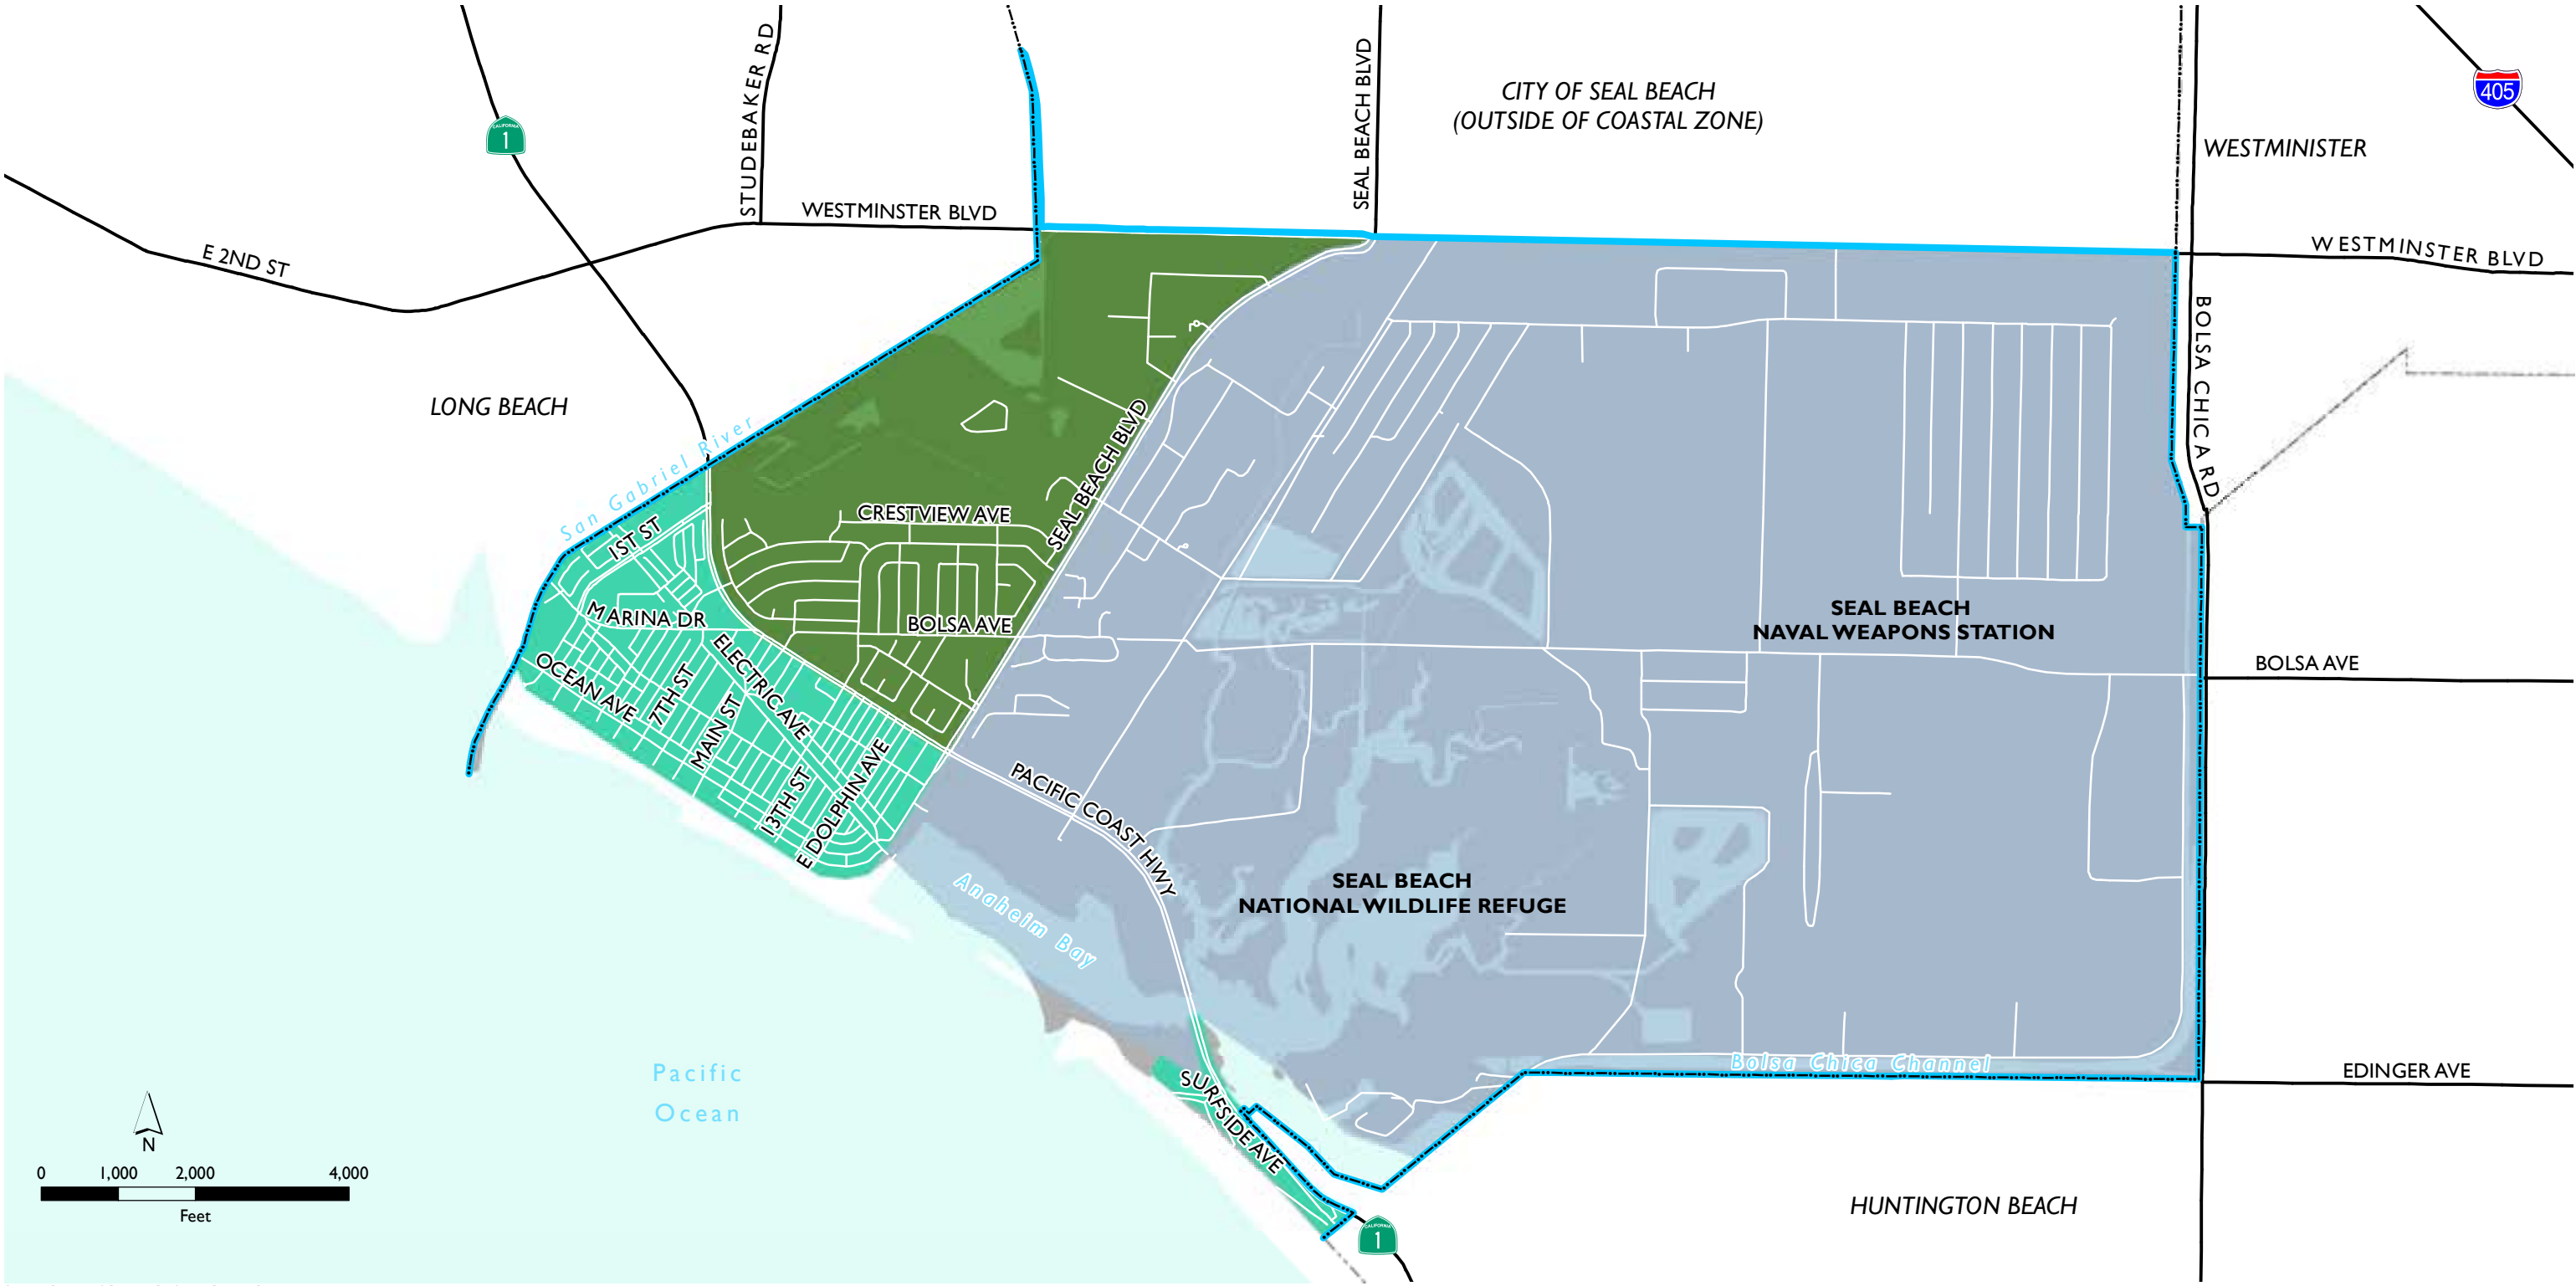 STUDEBAKER RD
SEAL BEACH BLVD
CITY OF SEAL BEACH
(OUTSIDE OF COASTAL ZONE)
405
CALIFORNIA
1
WESTMINISTER
WESTMINSTER BLVD
E 2ND ST
WESTMINSTER BLVD
BOLSA CHIC A RD
LONG BEACH
San Gabriel River
SEAL BEACH BLVD
CRESTVIEW AVE
1ST ST
MARINA DR
BOLSA AVE
SEAL BEACH
NAVAL WEAPONS STATION
ELECTRIC AVE
OCEAN AVE
7TH ST
MAIN ST
BOLSA AVE
13TH ST
E DOLPHIN AVE
PACIFIC COAST HWY
SEAL BEACH
NATIONAL WILDLIFE REFUGE
Anaheim Bay
Pacific
Ocean
SURFSIDE AVE
Bolsa Chica Channel
EDINGER AVE
N
0 1,000 2,000 4,000
Feet
HUNTINGTON BEACH
CALIFORNIA
1